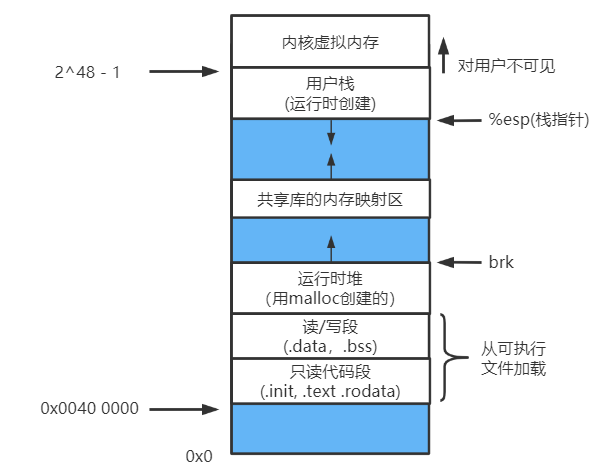 内核虚拟内存
对用户不可见
2^48 - 1
用户栈
(运行时创建)
%esp(栈指针)
共享库的内存映射区
brk
运行时堆
（用malloc创建的）
读/写段
(.data，.bss)
从可执行
文件加载
只读代码段
(.init, .text .rodata)
0x0040 0000
0x0